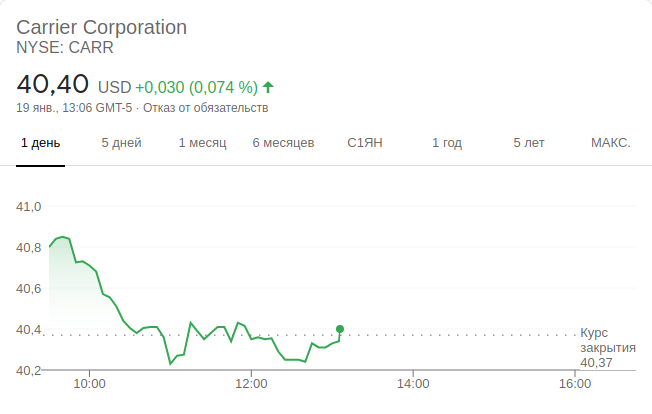 Carrier Corporation
NYSE: CARR
40,40 USD +0,030 (0,074 %)
19 янв., 13:06 GMT-5 · Отказ от обязательств
1 день 5 дней 1 месяц 6 месяцев С1ЯН 1 год 5 лет МАКС.
41,0
40,8
40,6
40,4
40,2
Курс
закрытия
40,37
10:00 12:00 14:00 16:00